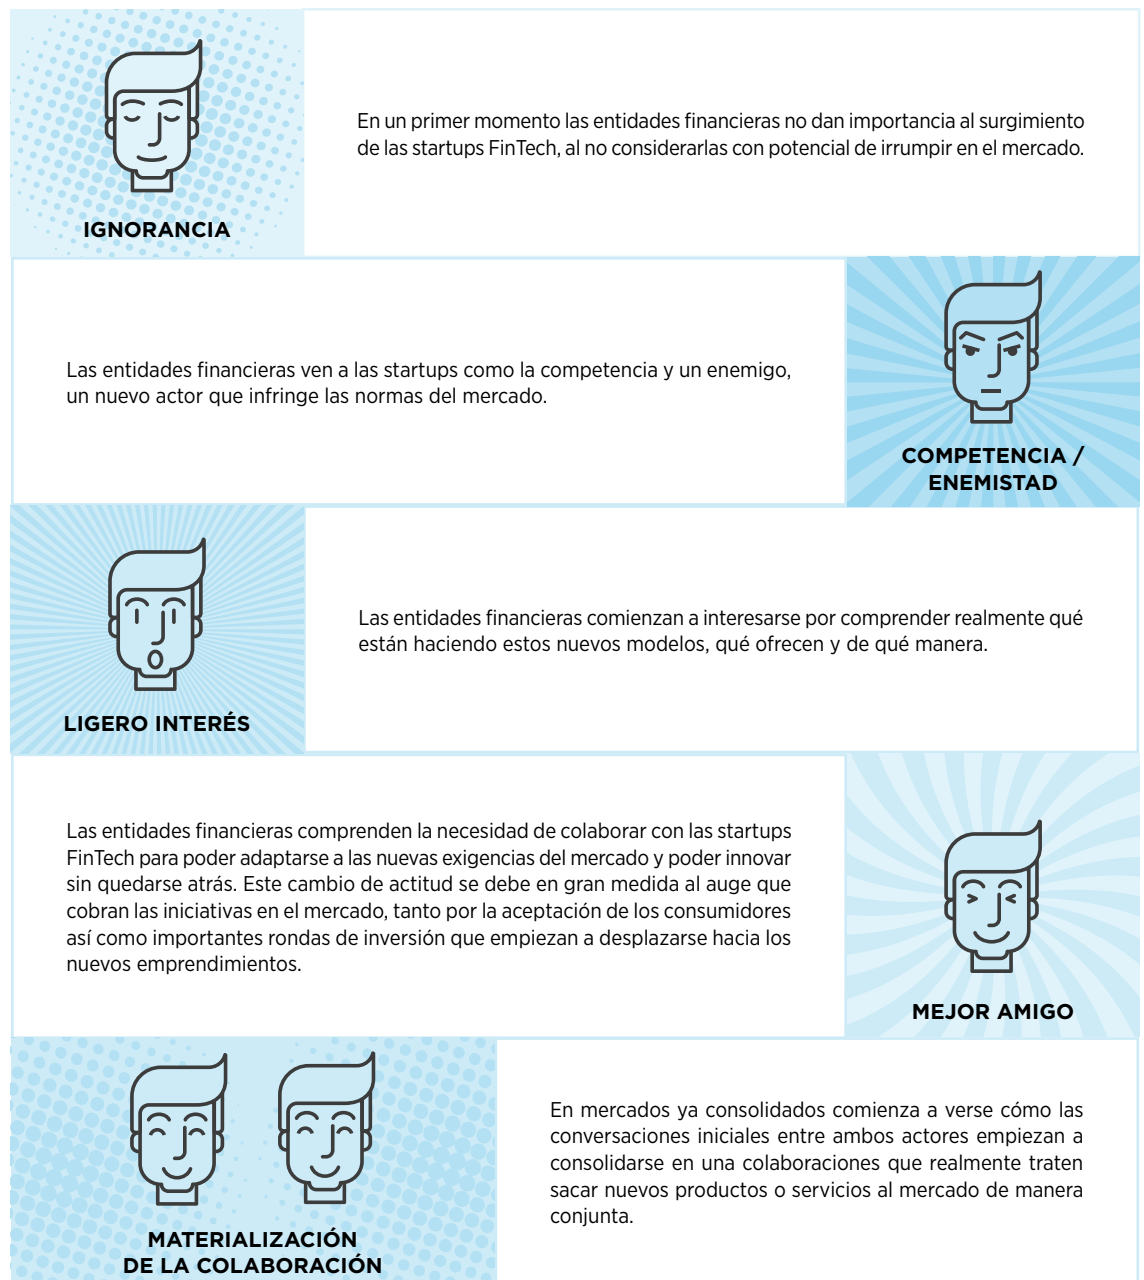 IGNORANCIA
En un primer momento las entidades financieras no dan importancia al surgimiento
de las startups FinTech, al no considerarlas con potencial de irrumpir en el mercado.
Las entidades financieras ven a las startups como la competencia y un enemigo,
un nuevo actor que infringe las normas del mercado.
COMPETENCIA /
ENEMISTAD
LIGERO INTERÉS
Las entidades financieras comienzan a interesarse por comprender realmente qué
están haciendo estos nuevos modelos, qué ofrecen y de qué manera.
Las entidades financieras comprenden la necesidad de colaborar con las startups
FinTech para poder adaptarse a las nuevas exigencias del mercado y poder innovar
sin quedarse atrás. Este cambio de actitud se debe en gran medida al auge que
cobran las iniciativas en el mercado, tanto por la aceptación de los consumidores
así como importantes rondas de inversión que empiezan a desplazarse hacia los
nuevos emprendimientos.
MEJOR AMIGO
MATERIALIZACIÓN
DE LA COLABORACIÓN
En mercados ya consolidados comienza a verse cómo las
conversaciones iniciales entre ambos actores empiezan a
consolidarse en una colaboraciones que realmente traten
sacar nuevos productos o servicios al mercado de manera
conjunta.